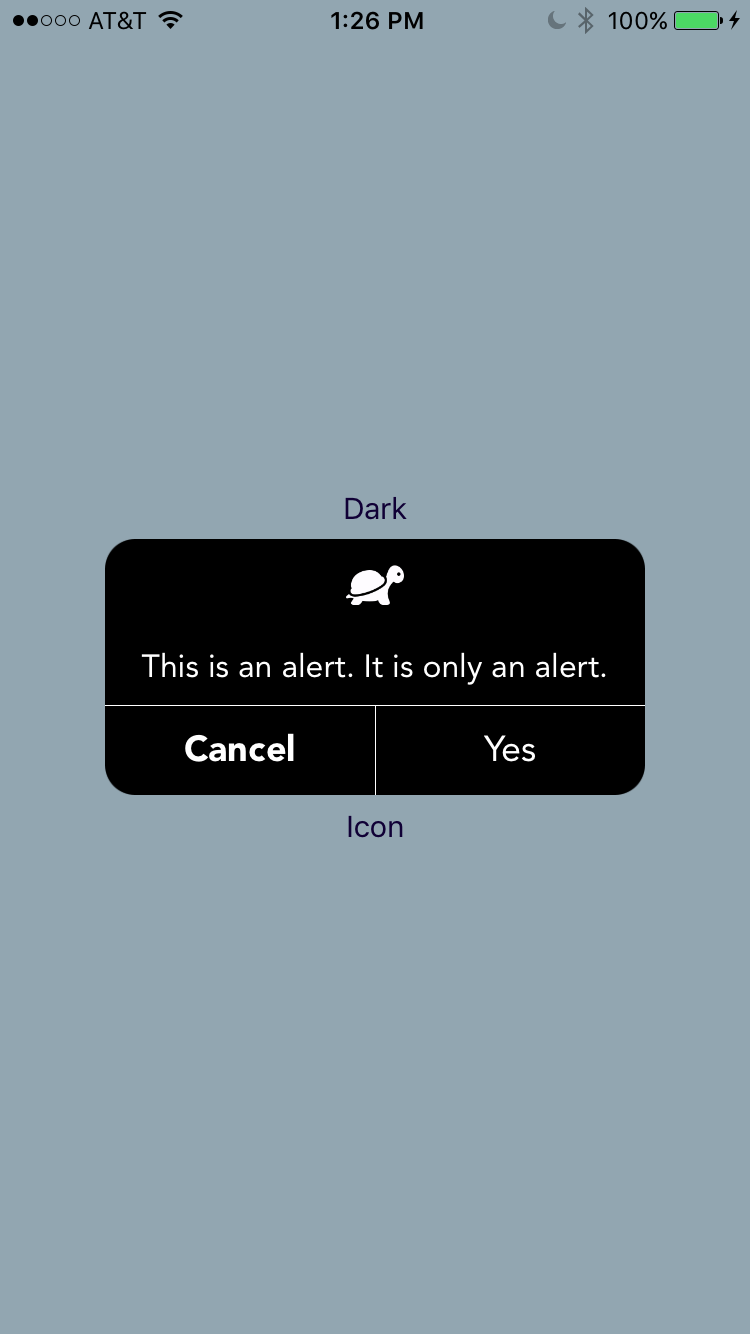 AT&T 1:26 PM 100%
Dark
This is an alert. It is only an alert.
Cancel Yes
Icon